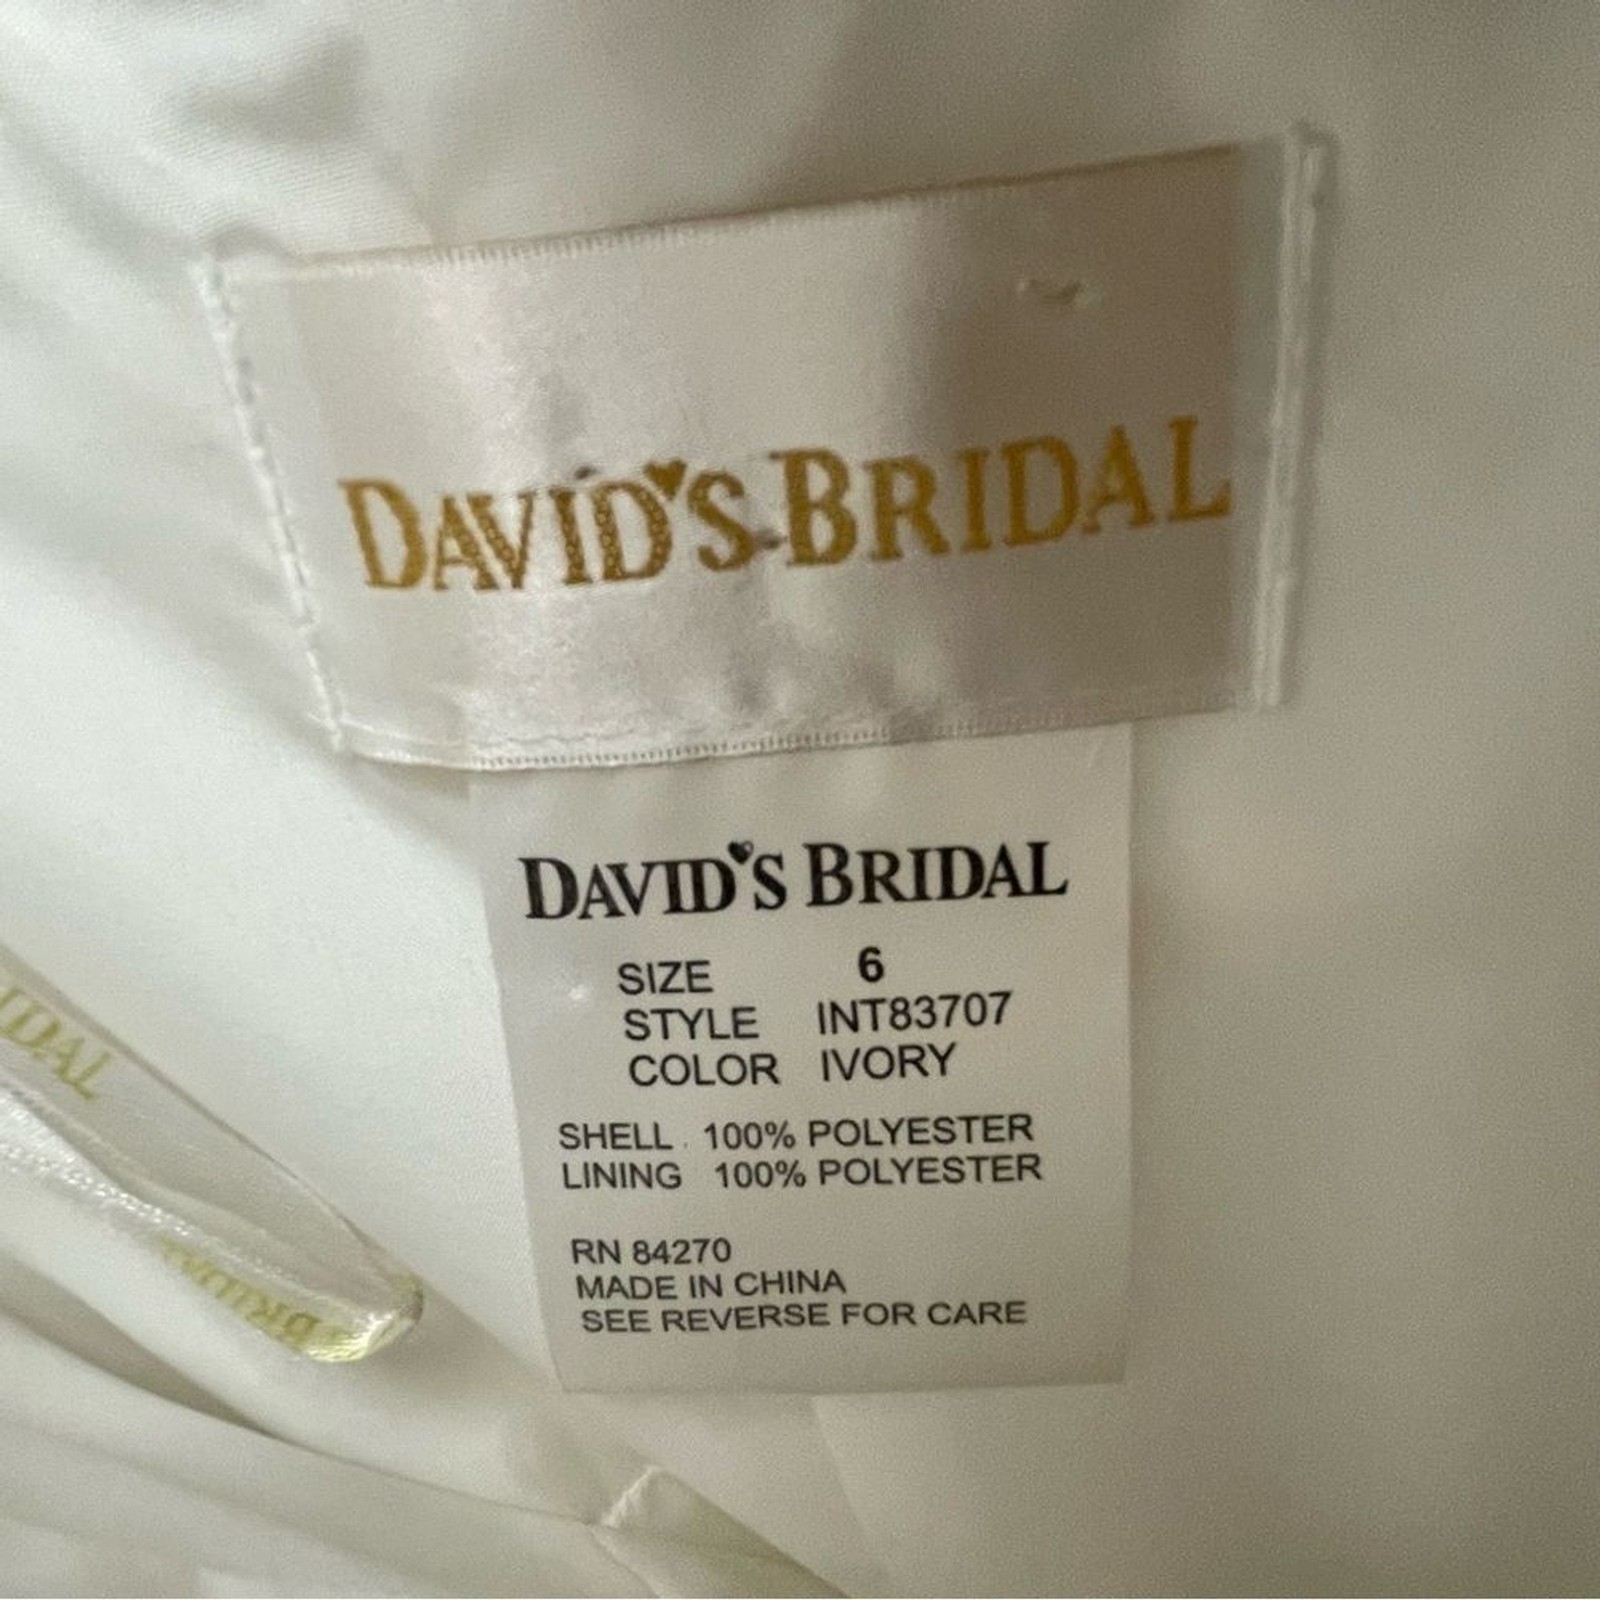 DAVID'S BRIDAL
DAVID'S BRIDAL
SIZE 6
STYLE INT83707
COLOR IVORY
SHELL 100% POLYESTER
LINING 100% POLYESTER
RN 84270
MADE IN CHINA
SEE REVERSE FOR CARE
IDAL